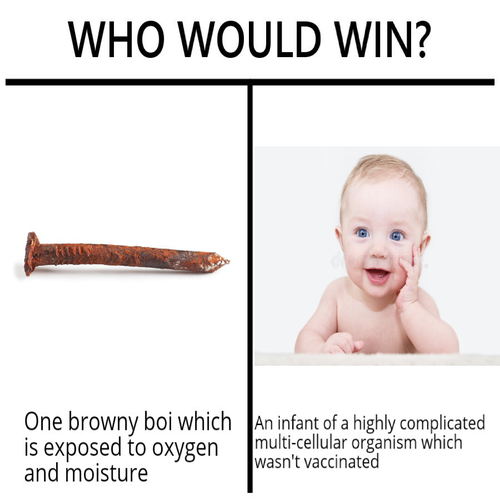 WHO WOULD WIN?
One browny boi which
is exposed to oxygen
and moisture
An infant of a highly complicated
multi-cellular organism which
wasn't vaccinated